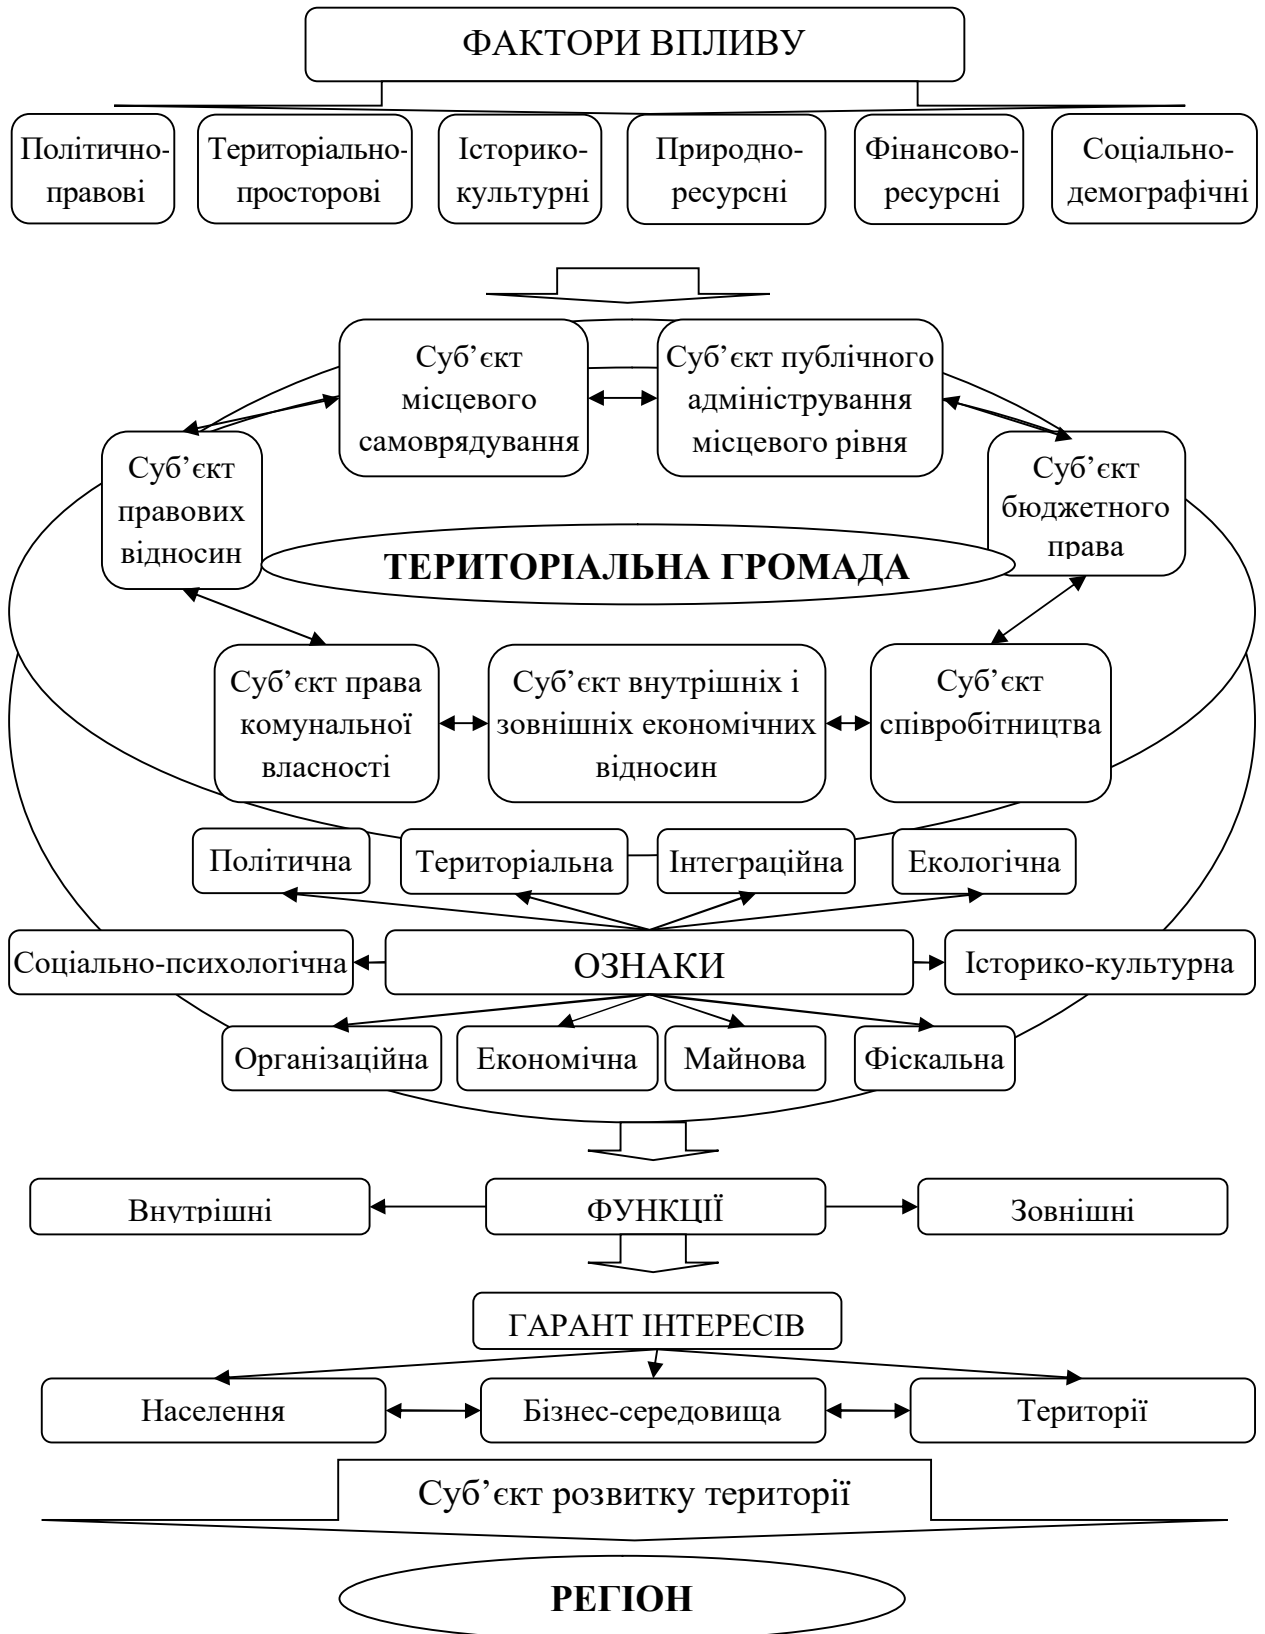 ФАКТОРИ ВПЛИВУ
Політично-
правові
Територіально-
просторові
Історико-
культурні
Природно-
ресурсні
Фінансово-
ресурсні
Соціально-
демографічні
Суб’єкт
місцевого
самоврядування
Суб’єкт публічного
адміністрування
місцевого рівня
Суб’єкт
правових
відносин
Суб’єкт
бюджетного
права
ТЕРИТОРІАЛЬНА ГРОМАДА
Суб’єкт права
комунальної
власності
Суб’єкт внутрішніх і
зовнішніх економічних
відносин
Суб’єкт
співробітництва
Політична
Територіальна
Інтеграційна
Екологічна
Соціально-психологічна
ОЗНАКИ
Історико-культурна
Організаційна
Економічна
Майнова
Фіскальна
Внутрішні
ФУНКЦІЇ
Зовнішні
ГАРАНТ ІНТЕРЕСІВ
Населення
Бізнес-середовища
Території
Суб’єкт розвитку території
РЕГІОН